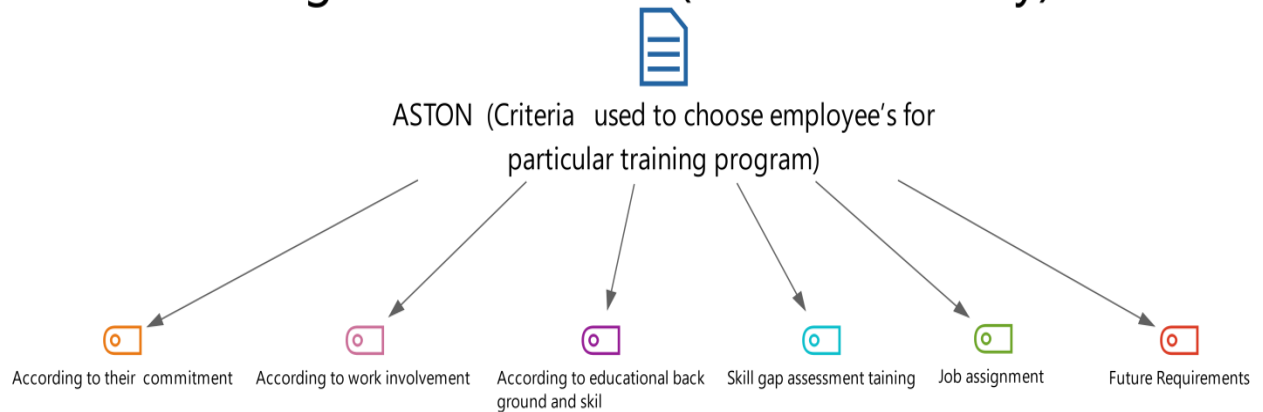 ASTON (Criteria used to choose employee's for
particular training program)
According to their commitment
According to work involvement
According to educational back
ground and skil
Skill gap assessment taining
Job assignment
Future Requirements